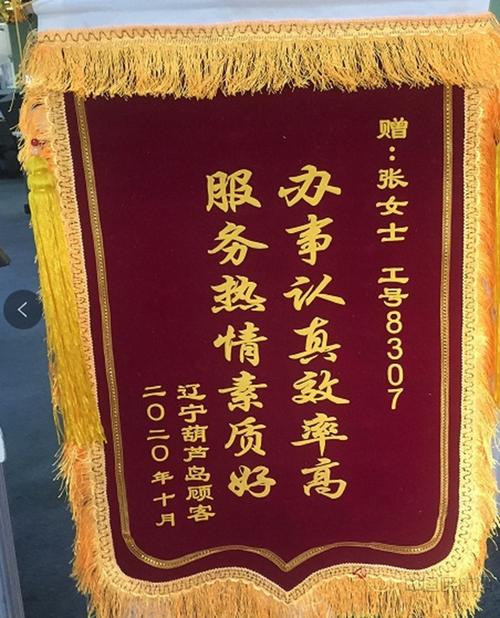 赠：张女士 工号8307
办事认真效率高
服务热情素质好
辽宁葫芦岛顾客
二〇二〇年十月